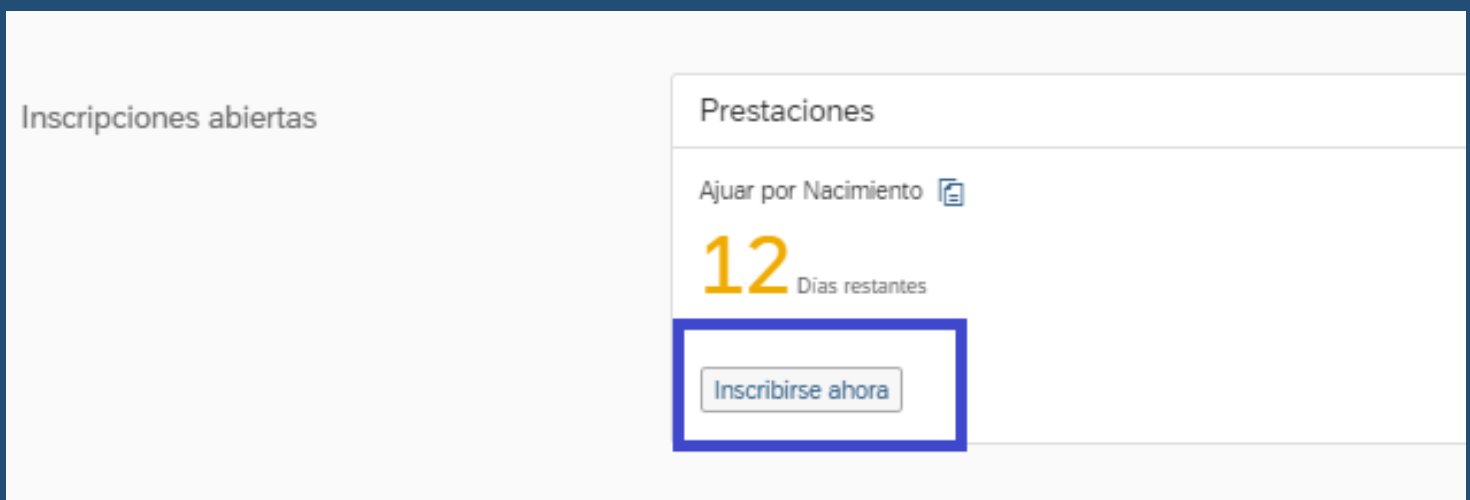 Inscripciones abiertas
Prestaciones
Ajuar por Nacimiento
12 Días restantes
Inscribirse ahora